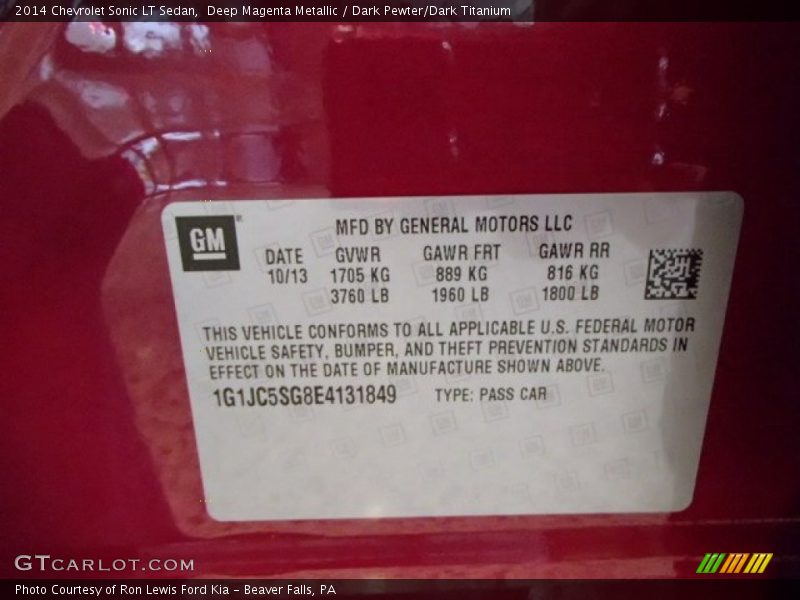 2014 Chevrolet Sonic LT Sedan,  Deep Magenta Metallic / Dark Pewter/Dark Titanium
MFD BY GENERAL MOTORS LLC
GM®
DATE GVWR GAWR FRT GAWR RR
10/13 1705 KG 889 KG 816 KG
3760 LB 1960 LB 1800 LB
THIS VEHICLE CONFORMS TO ALL APPLICABLE U.S. FEDERAL MOTOR
VEHICLE SAFETY, BUMPER, AND THEFT PREVENTION STANDARDS IN
EFFECT ON THE DATE OF MANUFACTURE SHOWN ABOVE.
1G1JC5SG8E4131849 TYPE: PASS CAR
GTCARLOT.COM
Photo Courtesy of Ron Lewis Ford Kia - Beaver Falls, PA